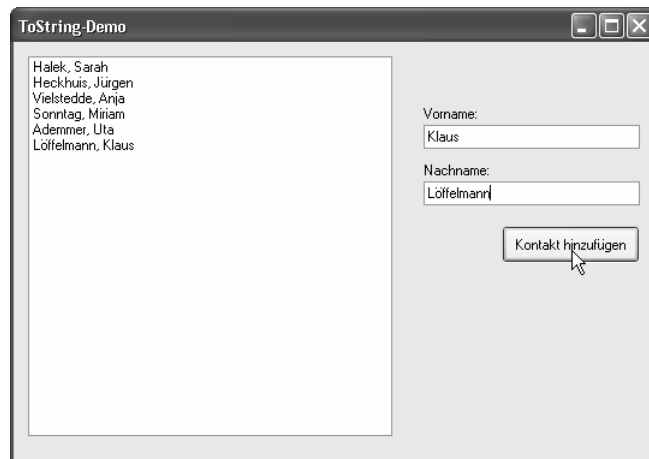 ToString-Demo
Halek, Sarah
Heckhuis, Jürgen
Vielstedde, Anja
Sonntag, Miriam
Ademmer, Uta
Löffelmann, Klaus
Vorname:
Klaus
Nachname:
Löffelmann
Kontakt hinzufügen